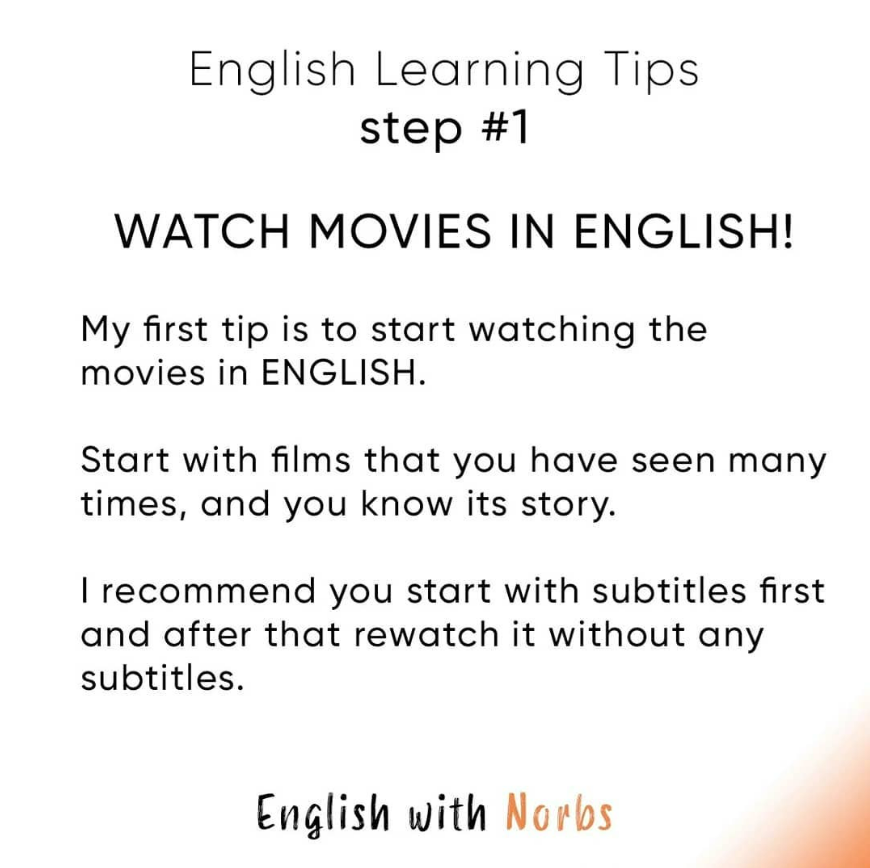 English Learning Tips
step #1
WATCH MOVIES IN ENGLISH!
My first tip is to start watching the
movies in ENGLISH.
Start with films that you have seen many
times, and you know its story.
I recommend you start with subtitles first
and after that rewatch it without any
subtitles.
English with Norbs